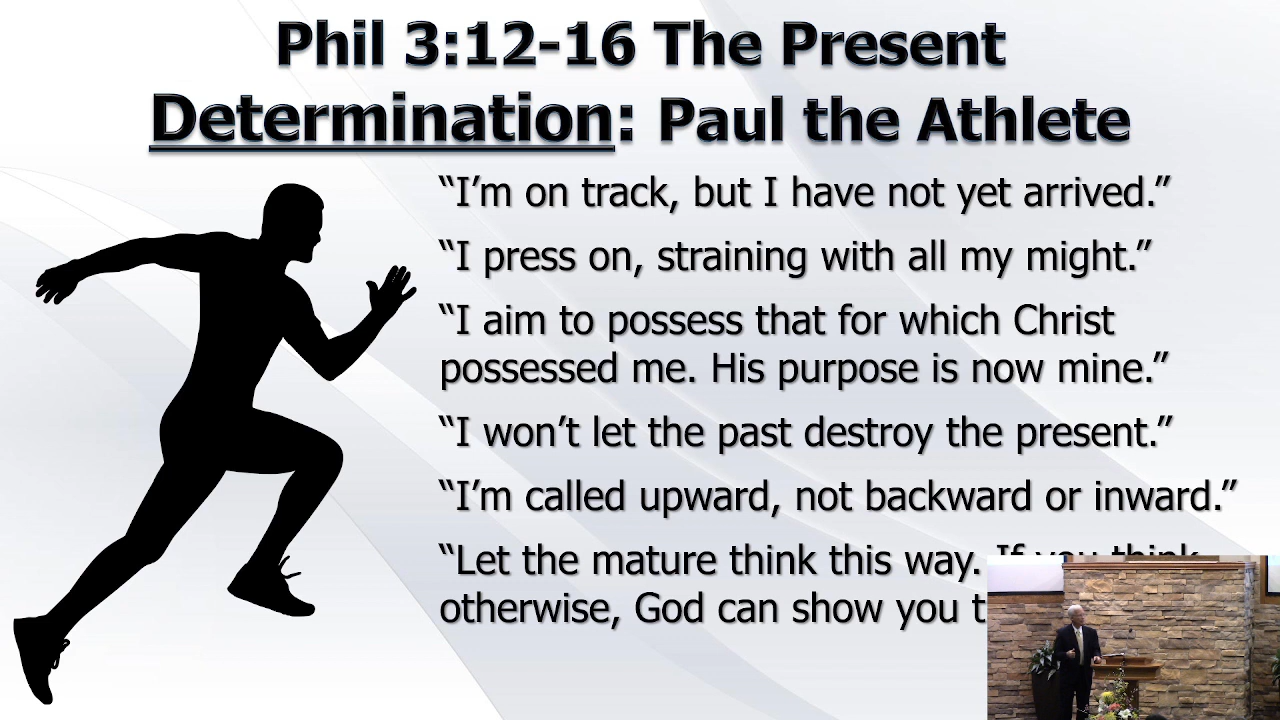 Phil 3:12-16 The Present
Determination: Paul the Athlete
“I’m on track, but I have not yet arrived.”
“I press on, straining with all my might.”
“I aim to possess that for which Christ
possessed me. His purpose is now mine.”
“I won’t let the past destroy the present.”
“I’m called upward, not backward or inward.”
“Let the mature think this way. If you think
otherwise, God can show you